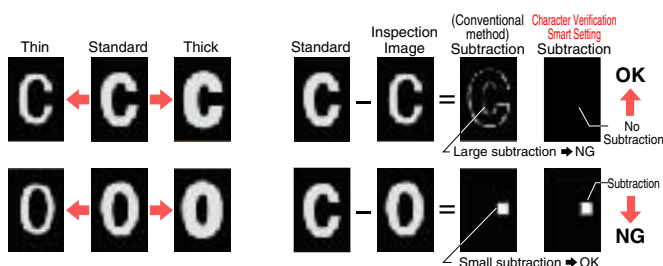 Thin Standard Thick
C C C
O O O
Standard Inspection Image (Conventional method) Subtraction Character Verification Smart Setting Subtraction
C – C =
Large subtraction ➡ NG
OK
No Subtraction
C – O =
Small subtraction ➡ OK
Subtraction
NG